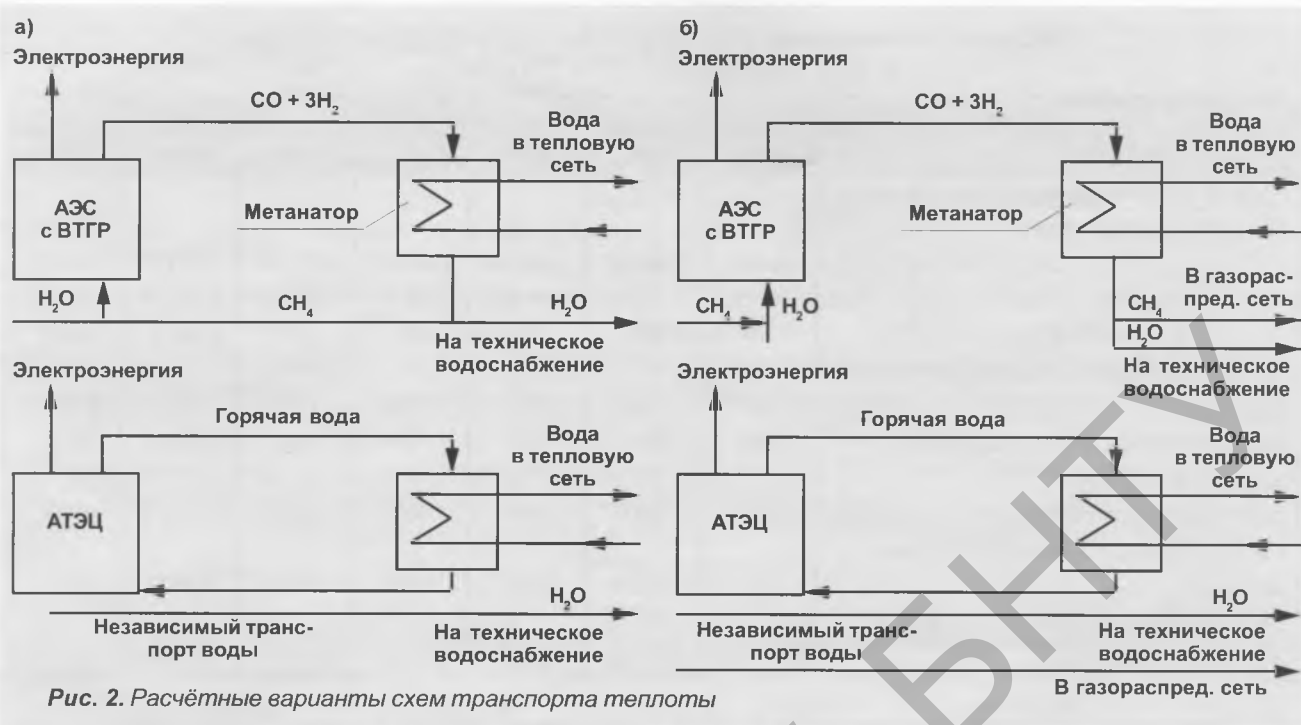 а)
Электроэнергия
CO + 3H₂
Вода
в тепловую
сеть
АЭС
с ВТГР
Метанатор
H₂O
CH₄
H₂O
На техническое
водоснабжение
Электроэнергия
Горячая вода
Вода
в тепловую
сеть
АТЭЦ
H₂O
Независимый транс-
порт воды
На техническое
водоснабжение
б)
Электроэнергия
CO + 3H₂
Вода
в тепловую
сеть
АЭС
с ВТГР
Метанатор
CH₄
H₂O
В газорас-
пред. сеть
CH₄
H₂O
На техническое
водоснабжение
Электроэнергия
Горячая вода
Вода
в тепловую
сеть
АТЭЦ
H₂O
Независимый транс-
порт воды
На техническое
водоснабжение
В газораспред. сеть
Рис. 2. Расчётные варианты схем транспорта теплоты
БНТУ